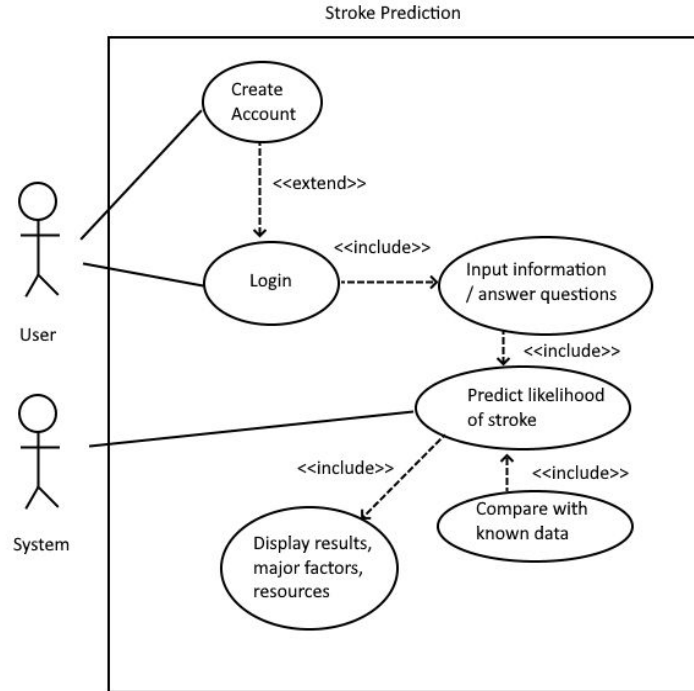 Stroke Prediction
Create
Account
<<extend>>
<<include>>
Login
Input information
/ answer questions
User
<<include>>
Predict likelihood
of stroke
<<include>>
<<include>>
System
Compare with
known data
Display results,
major factors,
resources